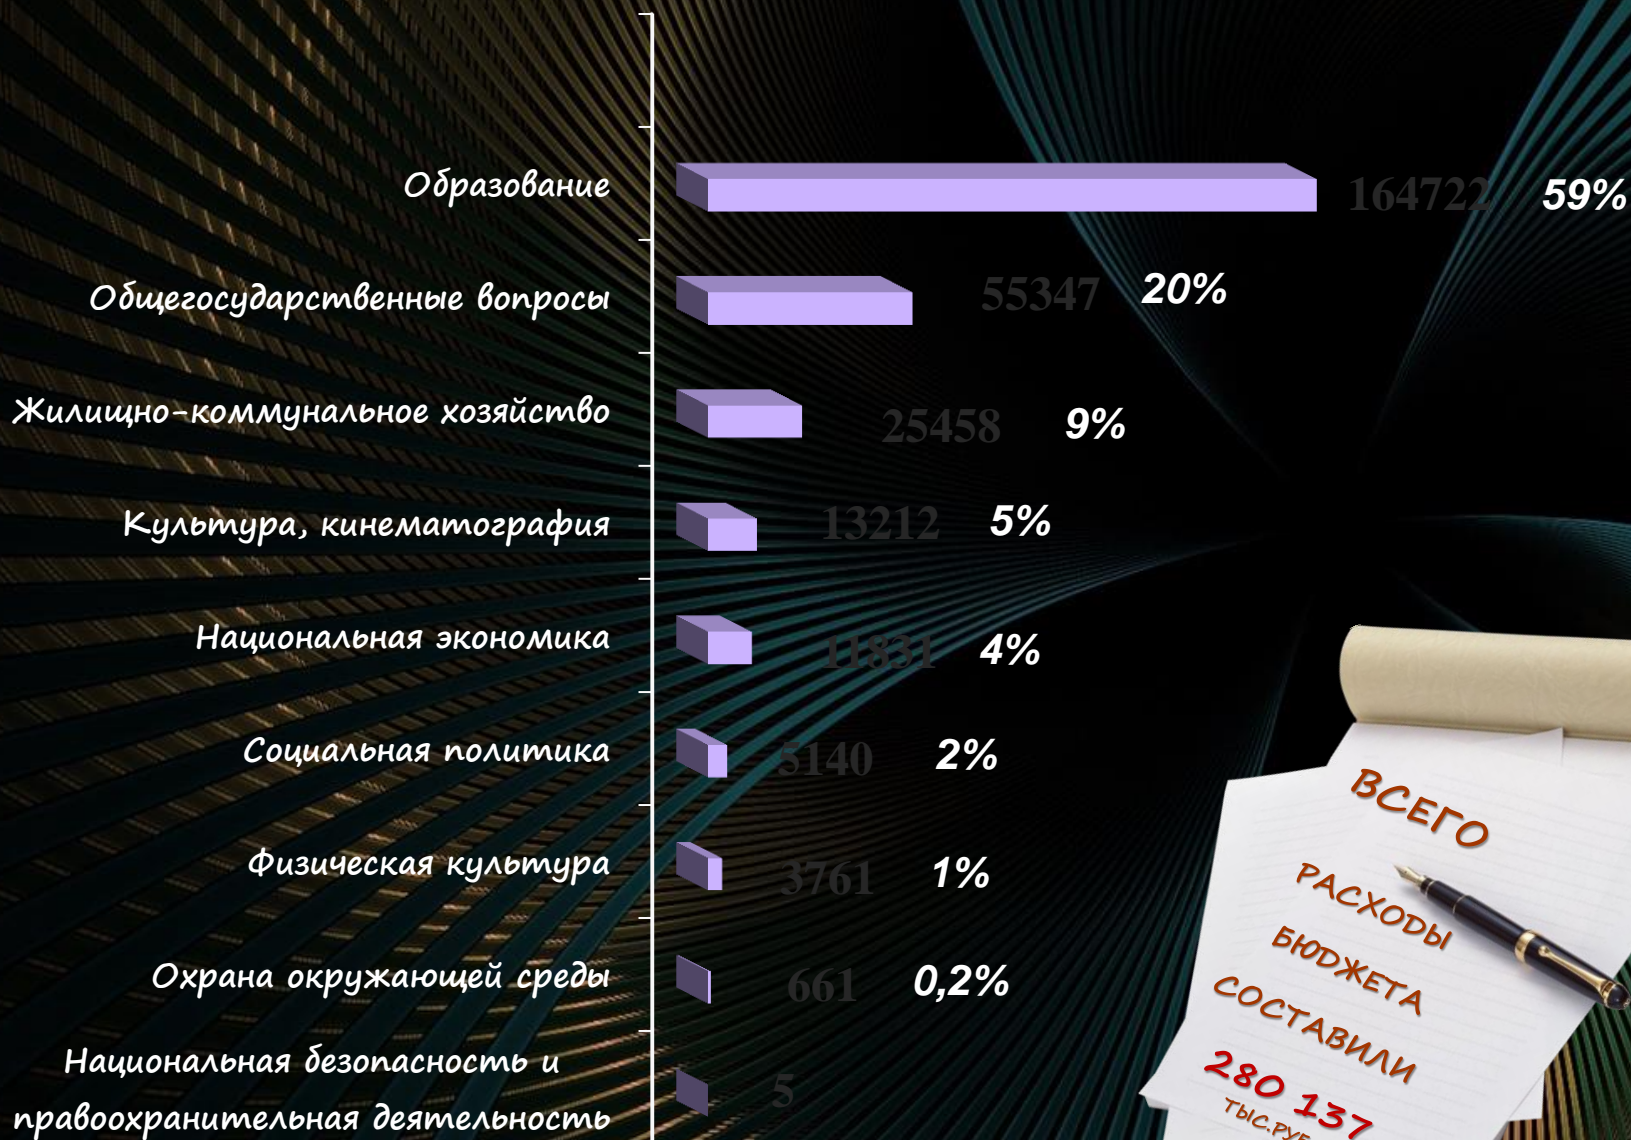 Образование 164722 59%
Общегосударственные вопросы 55347 20%
Жилищно-коммунальное хозяйство 25458 9%
Культура, кинематография 13212 5%
Национальная экономика 11831 4%
Социальная политика 5140 2%
Физическая культура 3761 1%
Охрана окружающей среды 661 0,2%
Национальная безопасность и
правоохранительная деятельность 5
ВСЕГО
РАСХОДЫ
БЮДЖЕТА
СОСТАВИЛИ
280 137